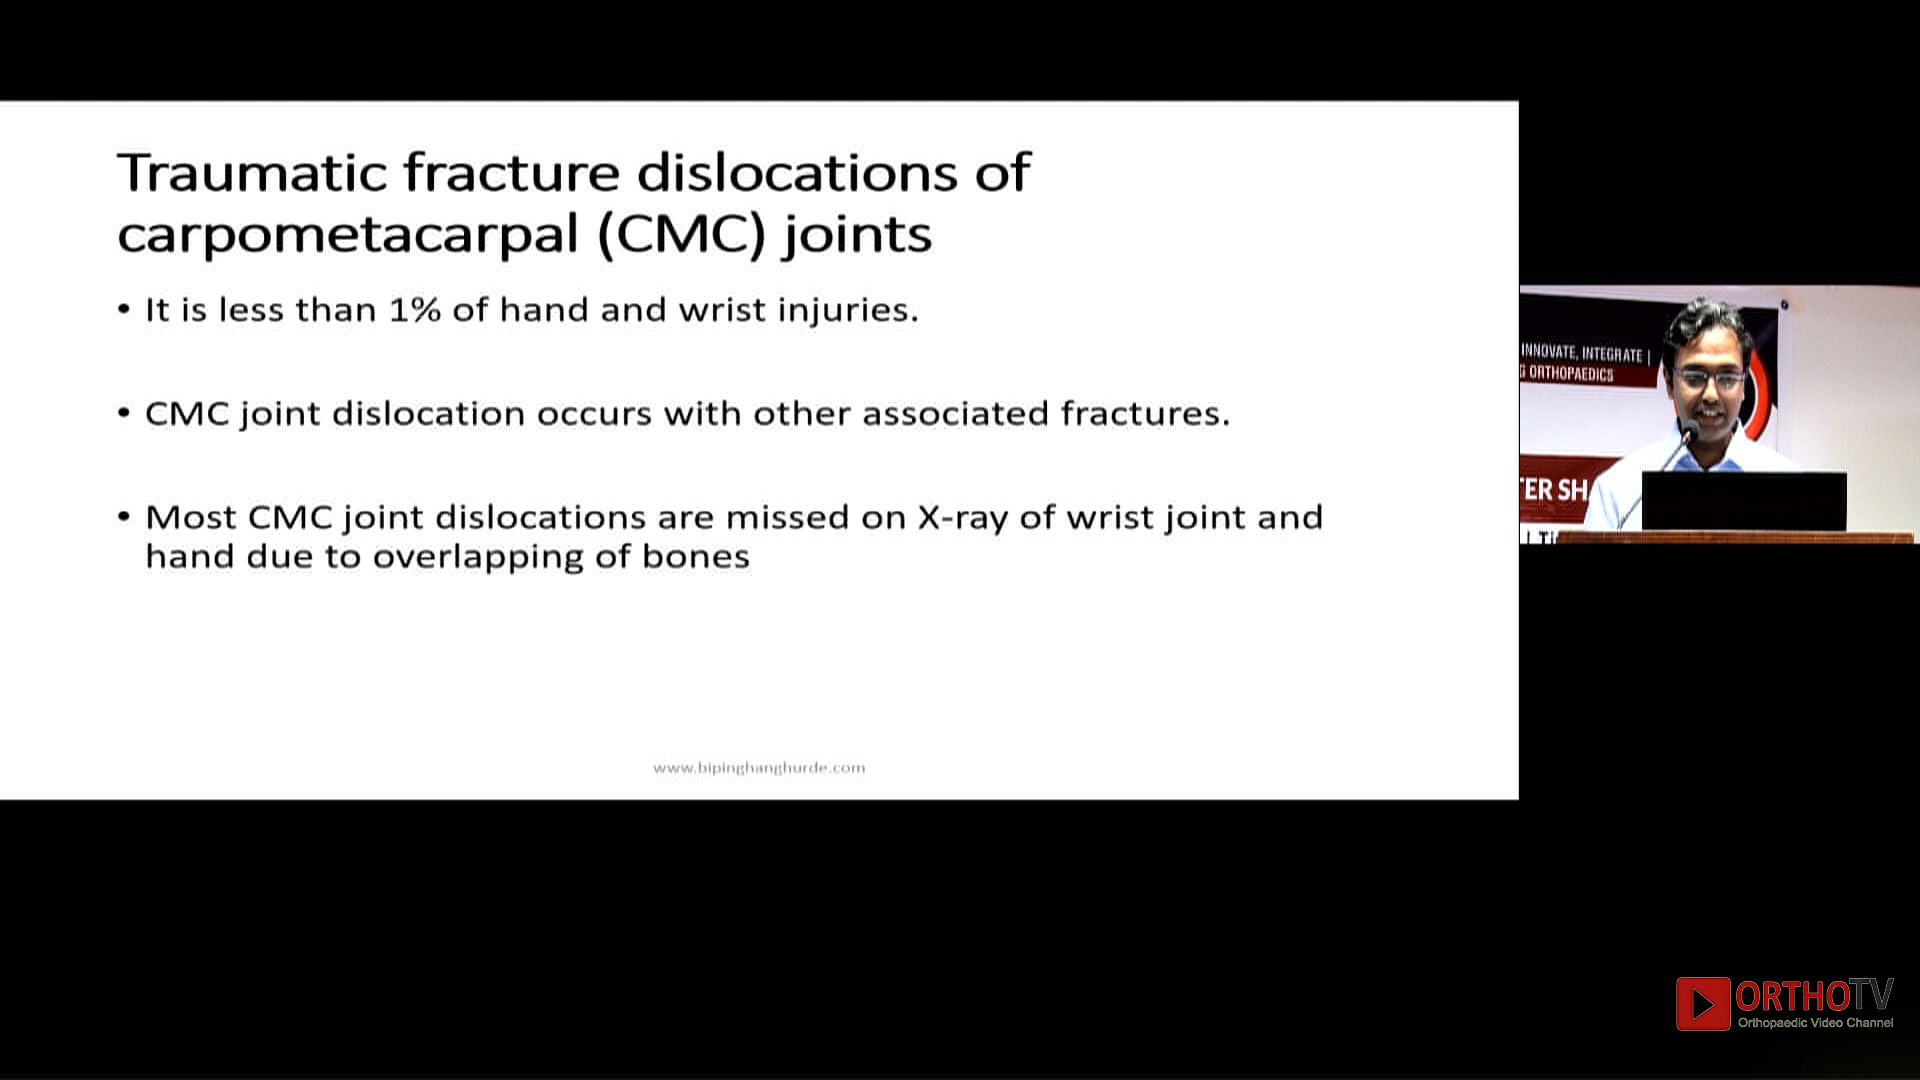 Traumatic fracture dislocations of
carpometacarpal (CMC) joints
• It is less than 1% of hand and wrist injuries.
• CMC joint dislocation occurs with other associated fractures.
• Most CMC joint dislocations are missed on X-ray of wrist joint and
hand due to overlapping of bones
www.bipinghanghurde.com
INNOVATE, INTEGRATE |
ORTHOPAEDICS
TER SH
ORTHOTV
Orthopaedic Video Channel